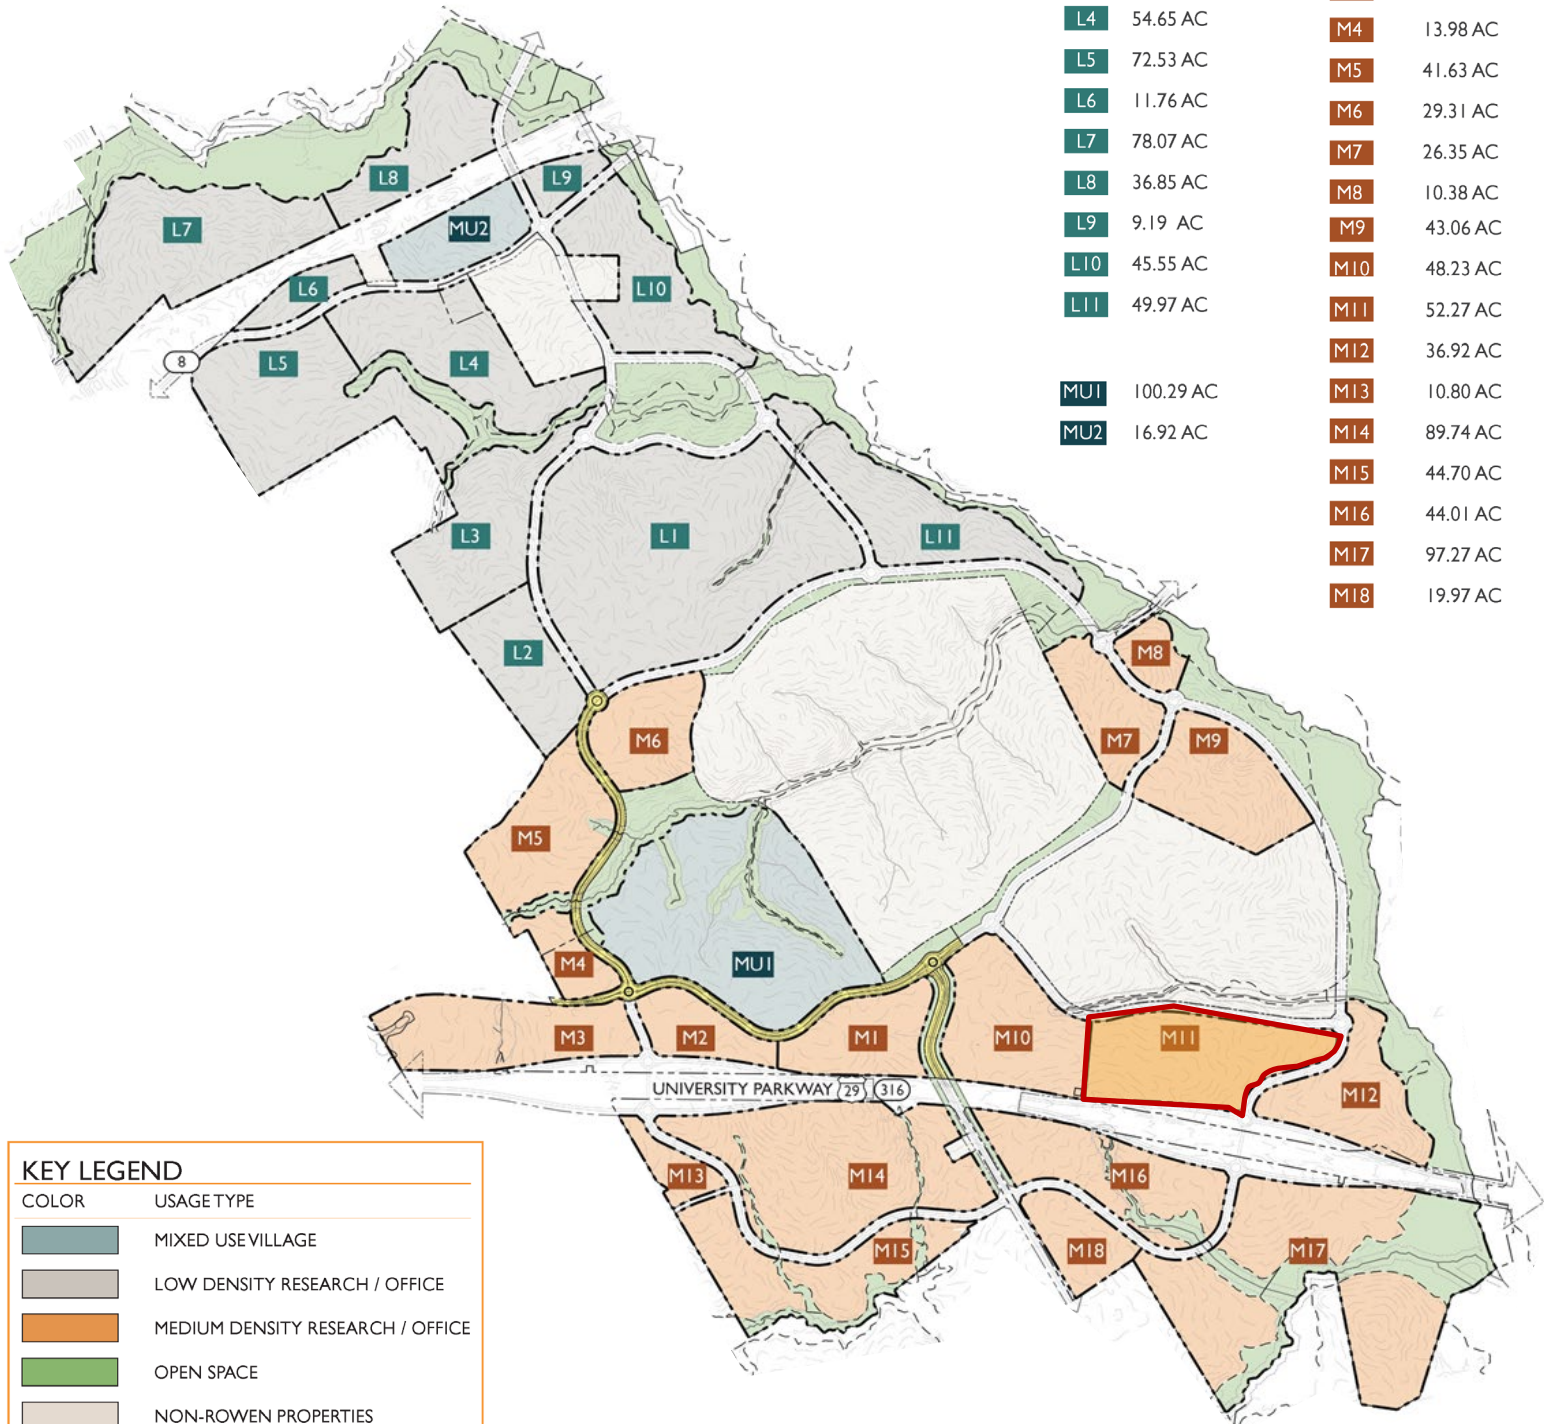 L4 54.65 AC
L5 72.53 AC
L6 11.76 AC
L7 78.07 AC
L8 36.85 AC
L9 9.19 AC
L10 45.55 AC
L11 49.97 AC
MU1 100.29 AC
MU2 16.92 AC
M4 13.98 AC
M5 41.63 AC
M6 29.31 AC
M7 26.35 AC
M8 10.38 AC
M9 43.06 AC
M10 48.23 AC
M11 52.27 AC
M12 36.92 AC
M13 10.80 AC
M14 89.74 AC
M15 44.70 AC
M16 44.01 AC
M17 97.27 AC
M18 19.97 AC
L8
L9
L7
MU2
L6
L10
8
L5
L4
L3
L1
L11
L2
M8
M6
M7
M9
M5
M4
MU1
M3
M2
M1
M10
M11
UNIVERSITY PARKWAY 29 316
M12
M13
M14
M16
M15
M18
M17
KEY LEGEND
COLOR USAGE TYPE
MIXED USE VILLAGE
LOW DENSITY RESEARCH / OFFICE
MEDIUM DENSITY RESEARCH / OFFICE
OPEN SPACE
NON-ROWEN PROPERTIES